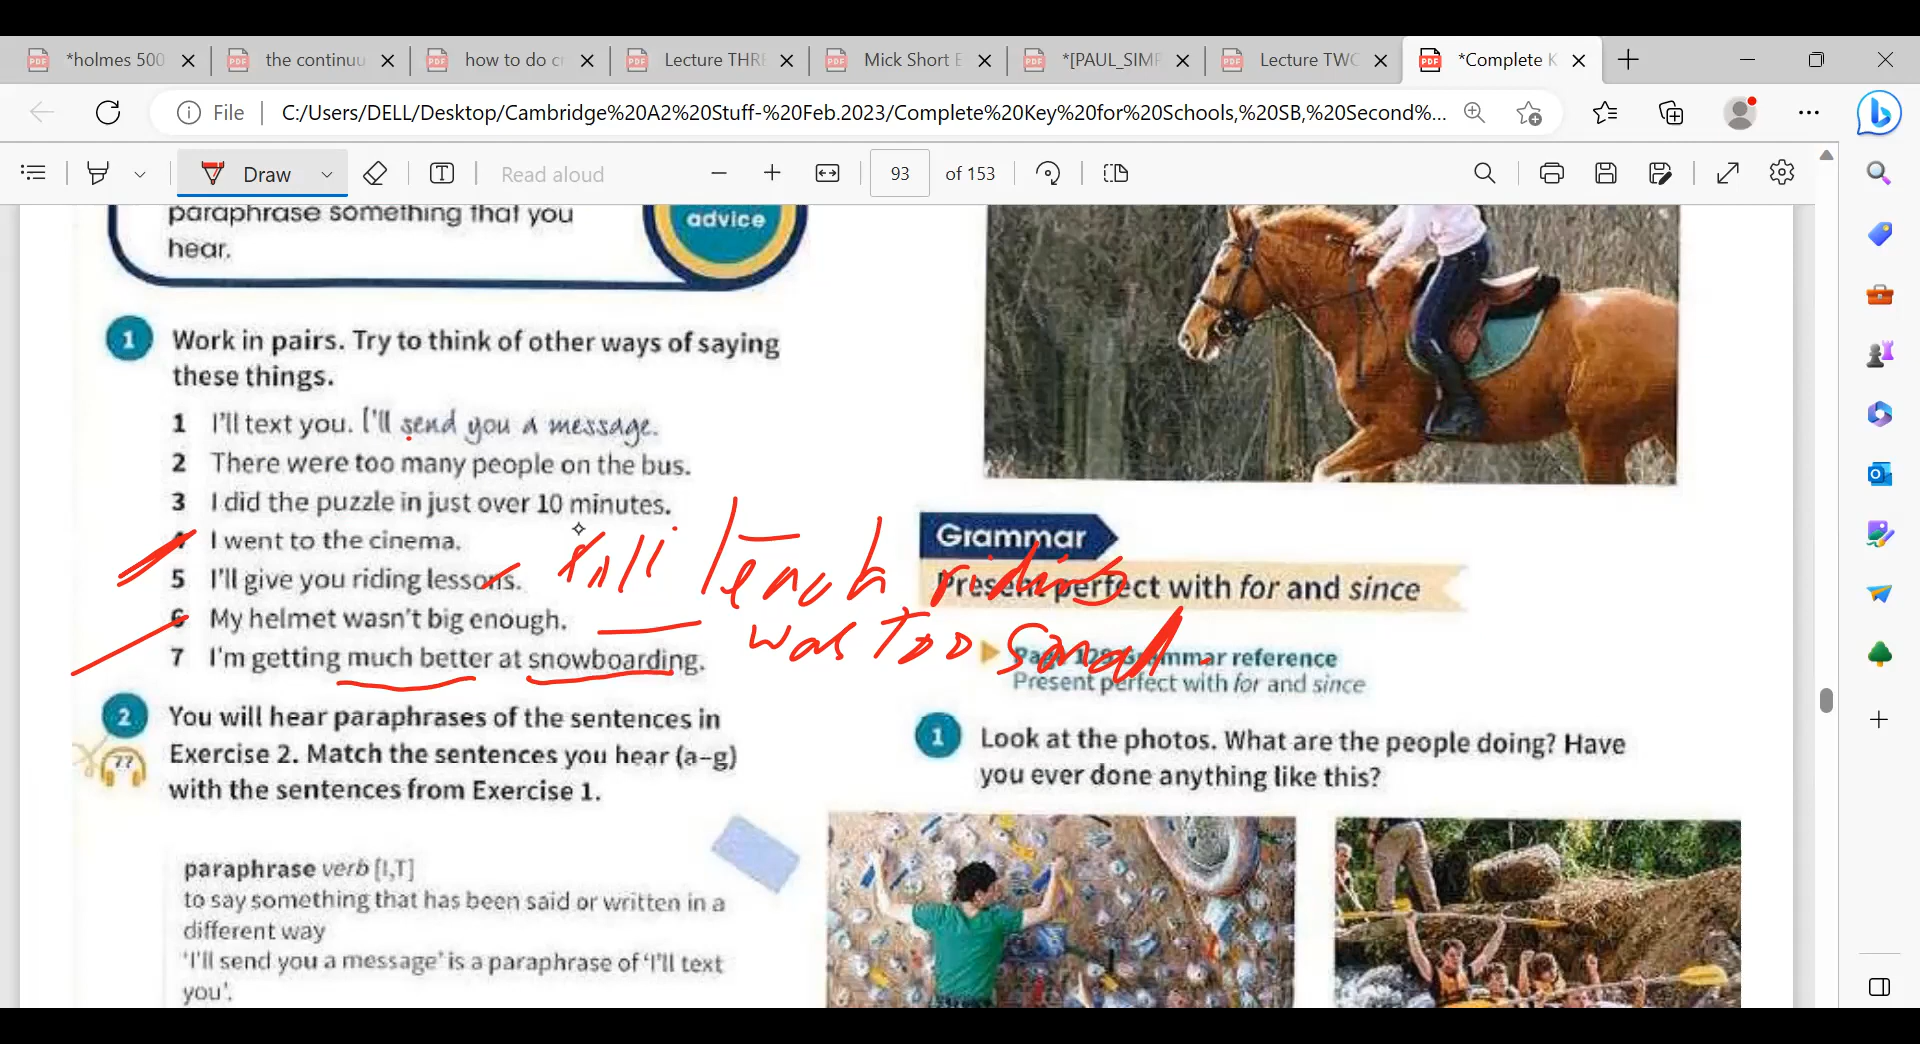 *holmes 500
the continuu
how to do c
Lecture THRE
Mick Short E
*[PAUL_SIMP
Lecture TWO
*Complete K
File
C:/Users/DELL/Desktop/Cambridge%20A2%20Stuff-%20Feb.2023/Complete%20Key%20for%20Schools,%20SB,%20Second%...
Draw
Read aloud
93 of 153
paraphrase something that you
hear.
advice
1 Work in pairs. Try to think of other ways of saying
these things.
1 I'll text you. I'll send you a message.
2 There were too many people on the bus.
3 I did the puzzle in just over 10 minutes.
4 I went to the cinema.
5 I'll give you riding lessons.
6 My helmet wasn't big enough.
7 I'm getting much better at snowboarding.
teach riding
was too small
2 You will hear paraphrases of the sentences in
Exercise 2. Match the sentences you hear (a–g)
with the sentences from Exercise 1.
77
paraphrase verb [I,T]
to say something that has been said or written in a
different way
'I'll send you a message' is a paraphrase of 'I'll text
you'.
Grammar
Present perfect with for and since
Page 129 Grammar reference
Present perfect with for and since
1 Look at the photos. What are the people doing? Have
you ever done anything like this?